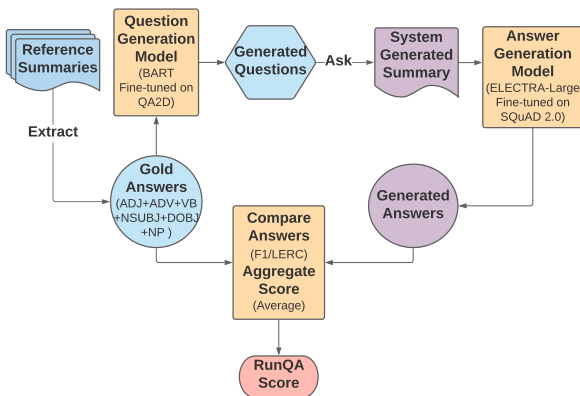 Reference
Summaries
Question
Generation
Model
(BART
Fine-tuned on
QA2D)
Generated
Questions
Ask
System
Generated
Summary
Answer
Generation
Model
(ELECTRA-Large
Fine-tuned on
SQuAD 2.0)
Extract
Gold
Answers
(ADJ+ADV+VB
+NSUBJ+DOBJ
+NP )
Generated
Answers
Compare
Answers
(F1/LERC)
Aggregate
Score
(Average)
RunQA
Score